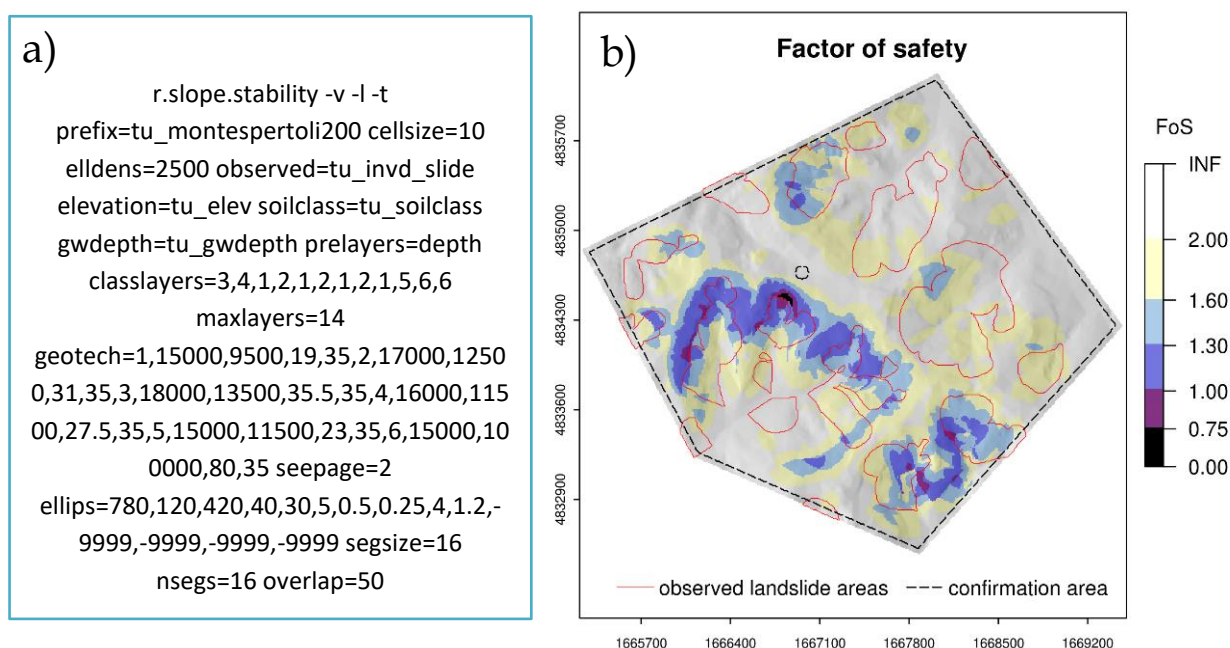 a)
r.slope.stability -v -l -t
prefix=tu_montespertoli200 cellsize=10
elldens=2500 observed=tu_invd_slide
elevation=tu_elev soilclass=tu_soilclass
gwdepth=tu_gwdepth prelayers=depth
classlayers=3,4,1,2,1,2,1,2,1,5,6,6
maxlayers=14
geotech=1,15000,9500,19,35,2,17000,1250
0,31,35,3,18000,13500,35.5,35,4,16000,115
00,27.5,35,5,15000,11500,23,35,6,15000,10
0000,80,35 seepage=2
ellips=780,120,420,40,30,5,0.5,0.25,4,1.2,-
9999,-9999,-9999,-9999 segsize=16
nsegs=16 overlap=50
b)
Factor of safety
4835700
4835000
4834300
4833600
4832900
observed landslide areas
confirmation area
1665700
1666400
1667100
1667800
1668500
1669200
FoS
INF
2.00
1.60
1.30
1.00
0.75
0.00